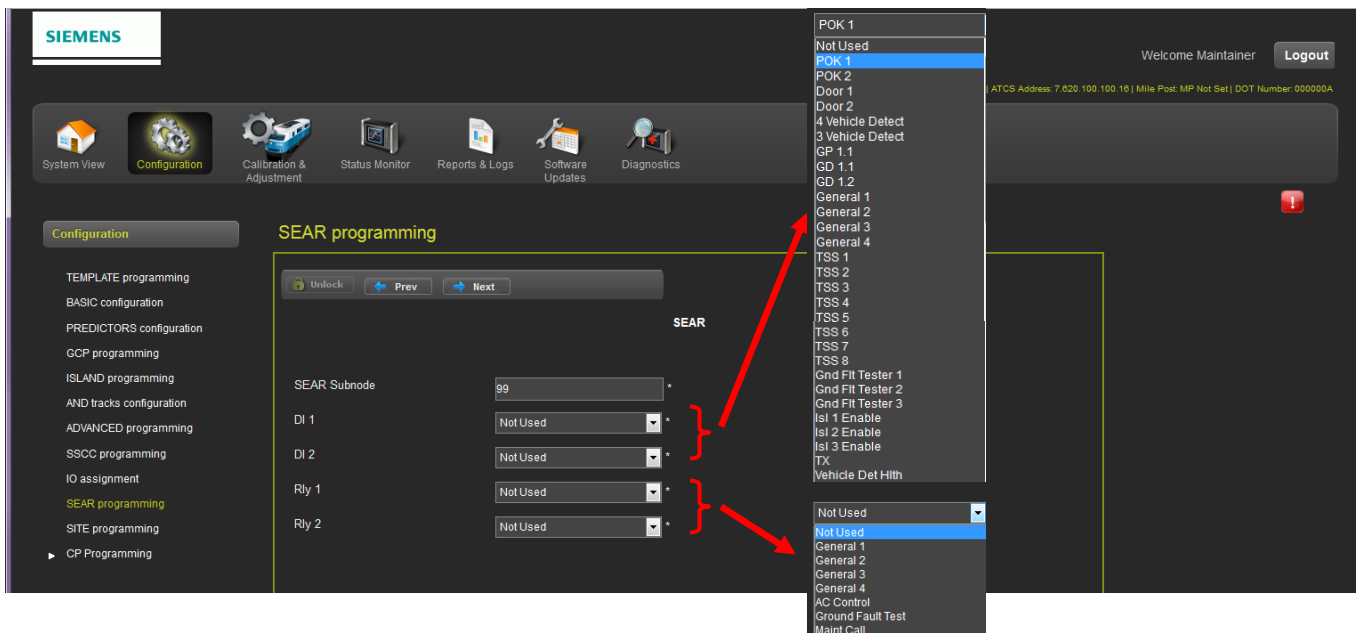 SIEMENS
Welcome Maintainer
Logout
| ATCS Address: 7.620.100.100.16 | Mile Post: MP Not Set | DOT Number: 000000A
System View
Configuration
Calibration &
Adjustment
Status Monitor
Reports & Logs
Software
Updates
Diagnostics
!
Configuration
TEMPLATE programming
BASIC configuration
PREDICTORS configuration
GCP programming
ISLAND programming
AND tracks configuration
ADVANCED programming
SSCC programming
IO assignment
SEAR programming
SITE programming
CP Programming
SEAR programming
Unlock
Prev
Next
SEAR
SEAR Subnode 99 *
DI 1 Not Used *
DI 2 Not Used *
Rly 1 Not Used *
Rly 2 Not Used *
POK 1
Not Used
POK 1
POK 2
Door 1
Door 2
4 Vehicle Detect
3 Vehicle Detect
GP 1.1
GD 1.1
GD 1.2
General 1
General 2
General 3
General 4
TSS 1
TSS 2
TSS 3
TSS 4
TSS 5
TSS 6
TSS 7
TSS 8
Gnd Flt Tester 1
Gnd Flt Tester 2
Gnd Flt Tester 3
Isl 1 Enable
Isl 2 Enable
Isl 3 Enable
TX
Vehicle Det Hlth
Not Used
Not Used
General 1
General 2
General 3
General 4
AC Control
Ground Fault Test
Maint Call